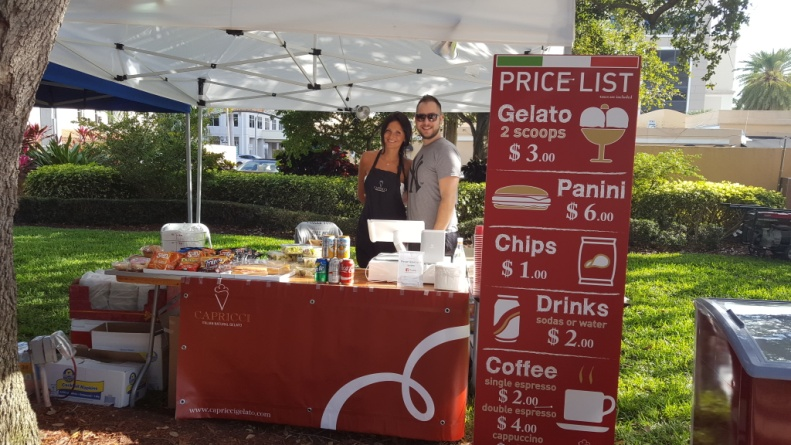 PRICE LIST
Gelato
2 scoops
$ 3.00
Panini
$ 6.00
Chips
$ 1.00
Drinks
sodas or water
$ 2.00
Coffee
single espresso
$ 2.00
double espresso
$ 4.00
cappuccino
CAPRICCI
www.capriccigelato.com